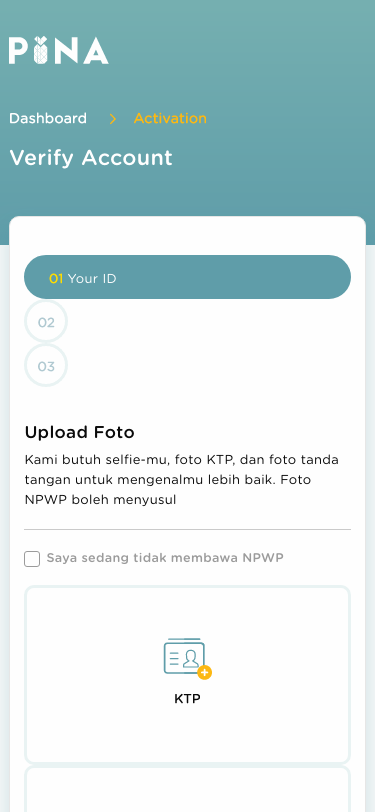 PINA
Dashboard > Activation
Verify Account
01 Your ID
02
03
Upload Foto
Kami butuh selfie-mu, foto KTP, dan foto tanda
tangan untuk mengenalmu lebih baik. Foto
NPWP boleh menyusul
Saya sedang tidak membawa NPWP
KTP